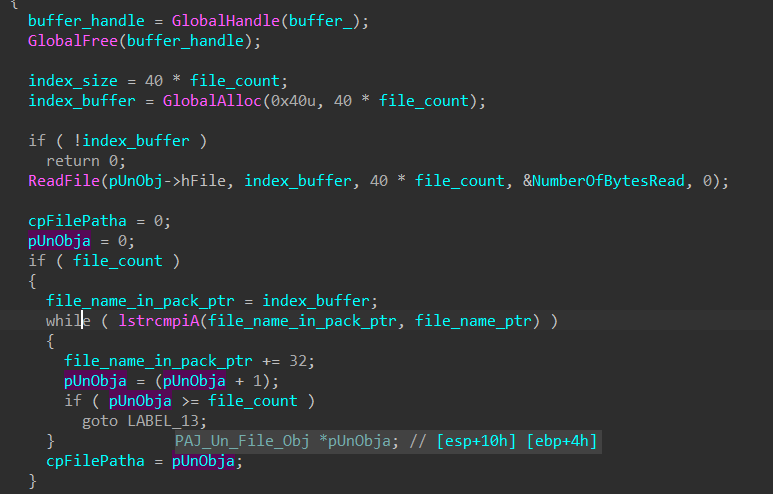 {
buffer_handle = GlobalHandle(buffer_);
GlobalFree(buffer_handle);
index_size = 40 * file_count;
index_buffer = GlobalAlloc(0x40u, 40 * file_count);
if ( !index_buffer )
return 0;
ReadFile(pUnObj->hFile, index_buffer, 40 * file_count, &NumberOfBytesRead, 0);
cpFilePatha = 0;
pUnObja = 0;
if ( file_count )
{
file_name_in_pack_ptr = index_buffer;
while ( lstrcmpiA(file_name_in_pack_ptr, file_name_ptr) )
{
file_name_in_pack_ptr += 32;
pUnObja = (pUnObja + 1);
if ( pUnObja >= file_count )
goto LABEL_13;
} PAJ_Un_File_Obj *pUnObja; // [esp+10h] [ebp+4h]
cpFilePatha = pUnObja;
}